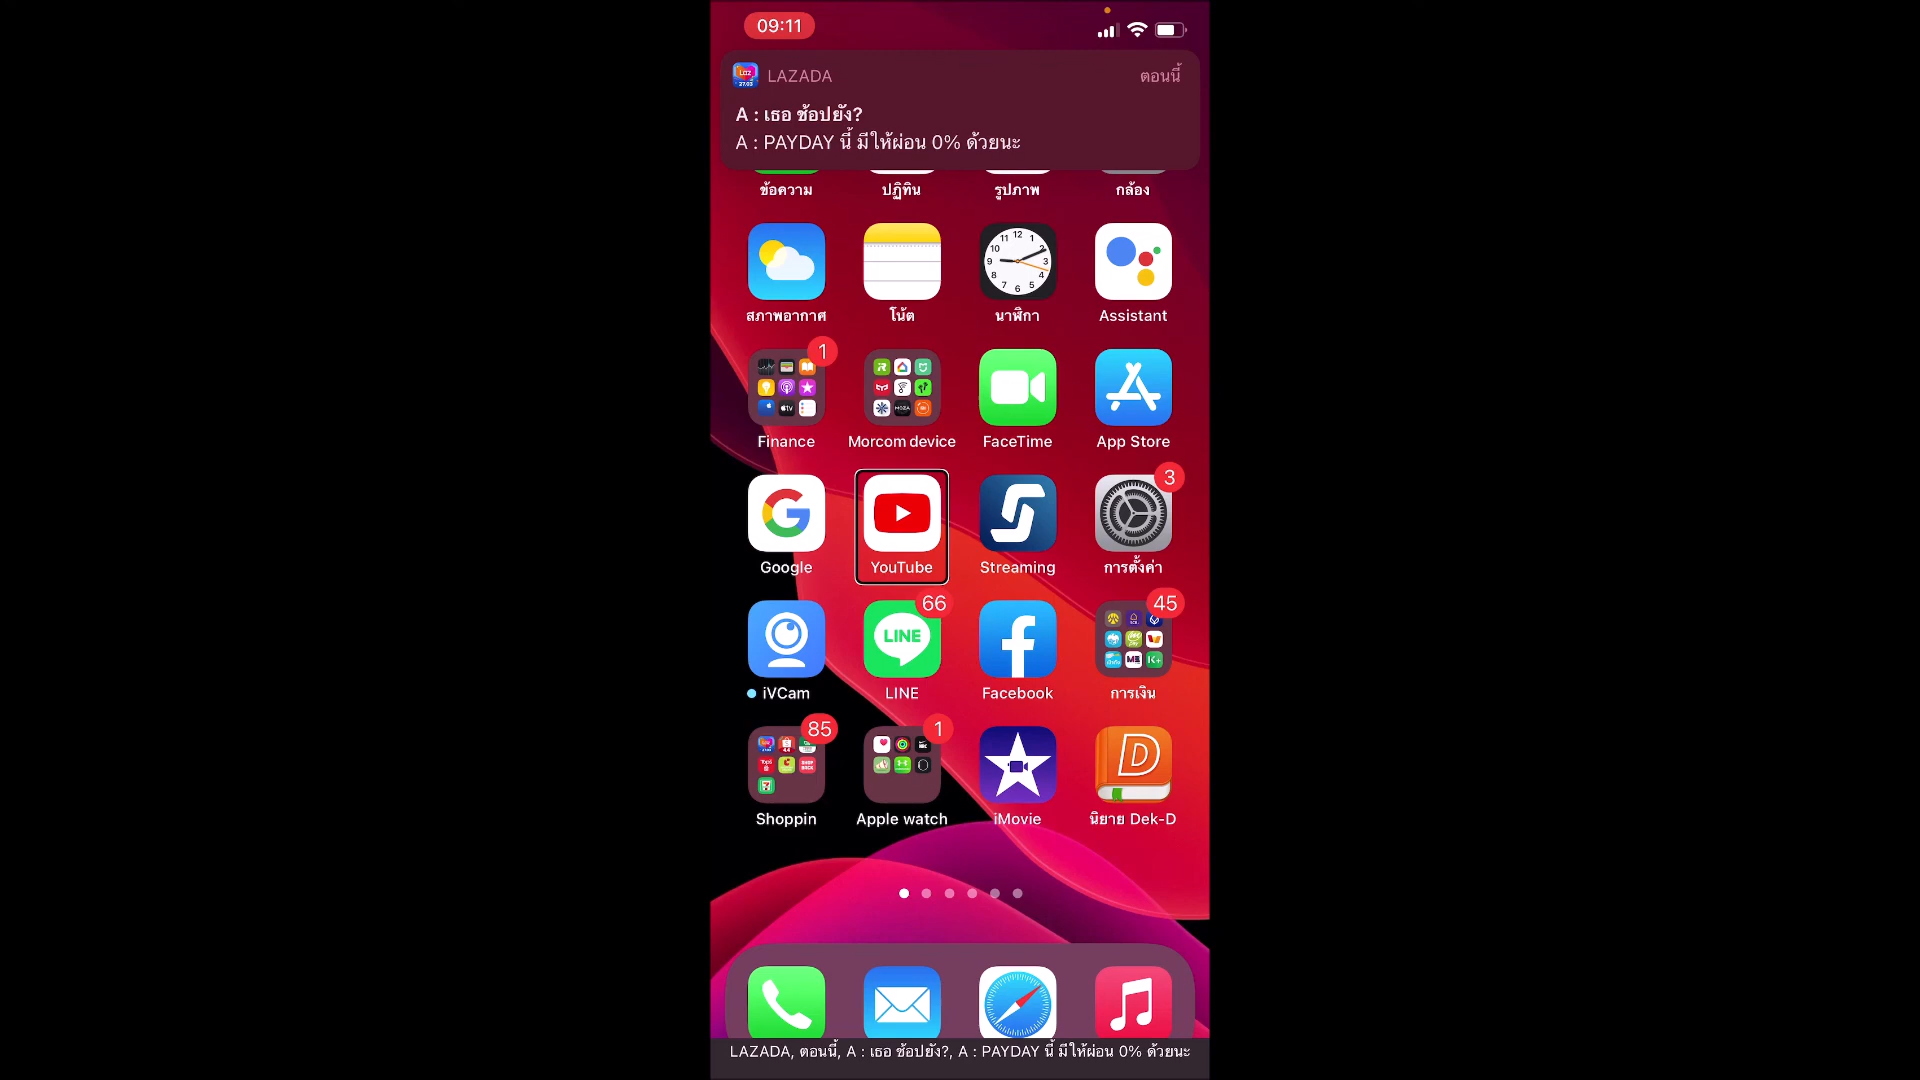 09:11
LAZADA
ตอนนี้
A : เธอ ช้อปยัง?
A : PAYDAY นี้ มีให้ผ่อน 0% ด้วยนะ
ข้อความ
ปฏิทิน
รูปภาพ
กล้อง
สภาพอากาศ
โน้ต
นาฬิกา
Assistant
1
Finance
Morcom device
FaceTime
App Store
3
Google
YouTube
Streaming
การตั้งค่า
66
45
LINE
iVCam
LINE
Facebook
การเงิน
85
1
Shoppin
Apple watch
iMovie
นิยาย Dek-D
LAZADA, ตอนนี้, A : เธอ ช้อปยัง?, A : PAYDAY นี้ มีให้ผ่อน 0% ด้วยนะ